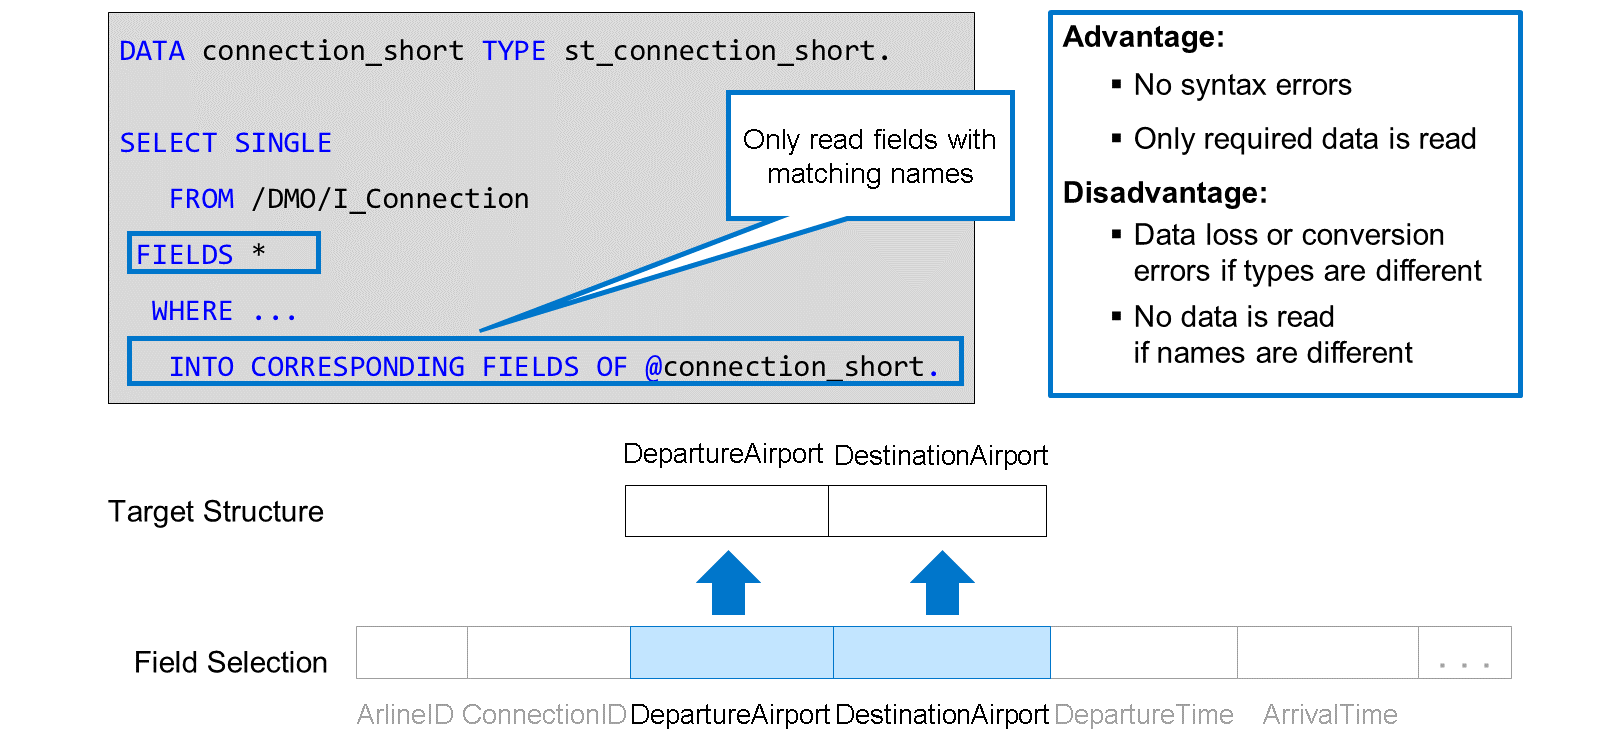 DATA connection_short TYPE st_connection_short.
SELECT SINGLE
FROM /DMO/I_Connection
FIELDS *
WHERE ...
INTO CORRESPONDING FIELDS OF @connection_short.
Only read fields with
matching names
Advantage:
▪ No syntax errors
▪ Only required data is read
Disadvantage:
▪ Data loss or conversion
errors if types are different
▪ No data is read
if names are different
DepartureAirport DestinationAirport
Target Structure
Field Selection
. . .
ArlineID ConnectionID DepartureAirport DestinationAirport DepartureTime ArrivalTime